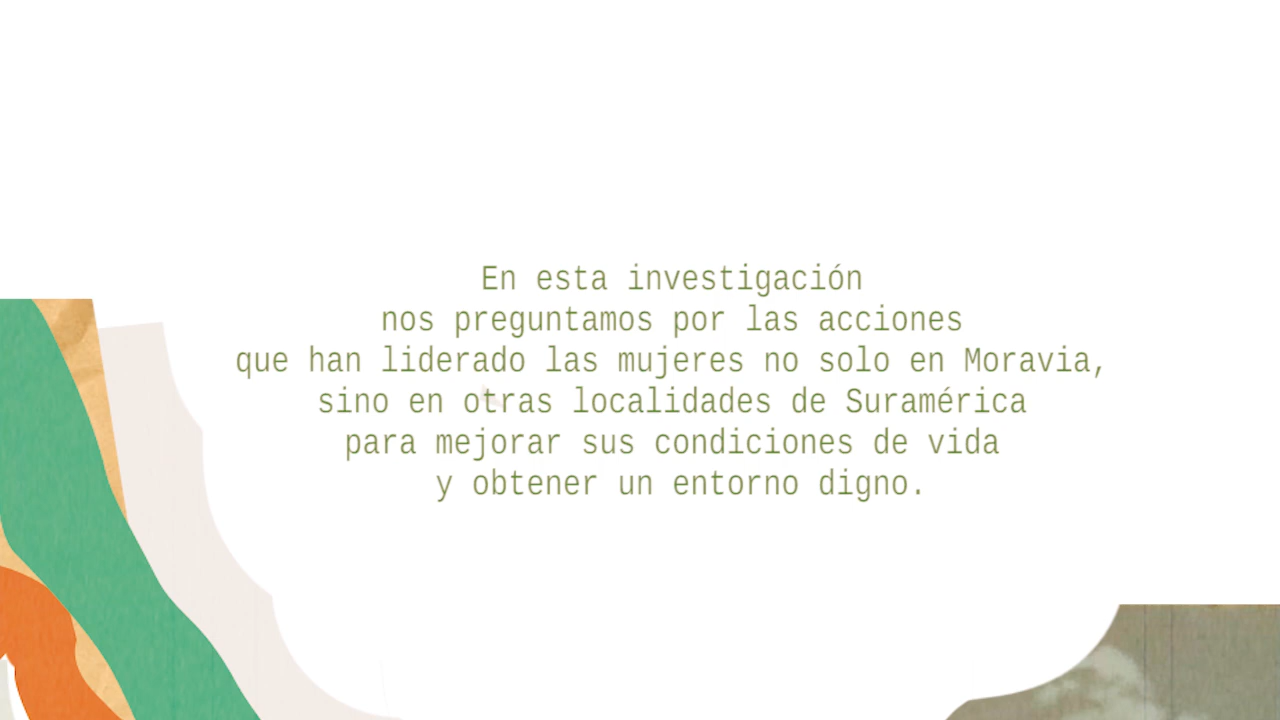 En esta investigación
nos preguntamos por las acciones
que han liderado las mujeres no solo en Moravia,
sino en otras localidades de Suramérica
para mejorar sus condiciones de vida
y obtener un entorno digno.